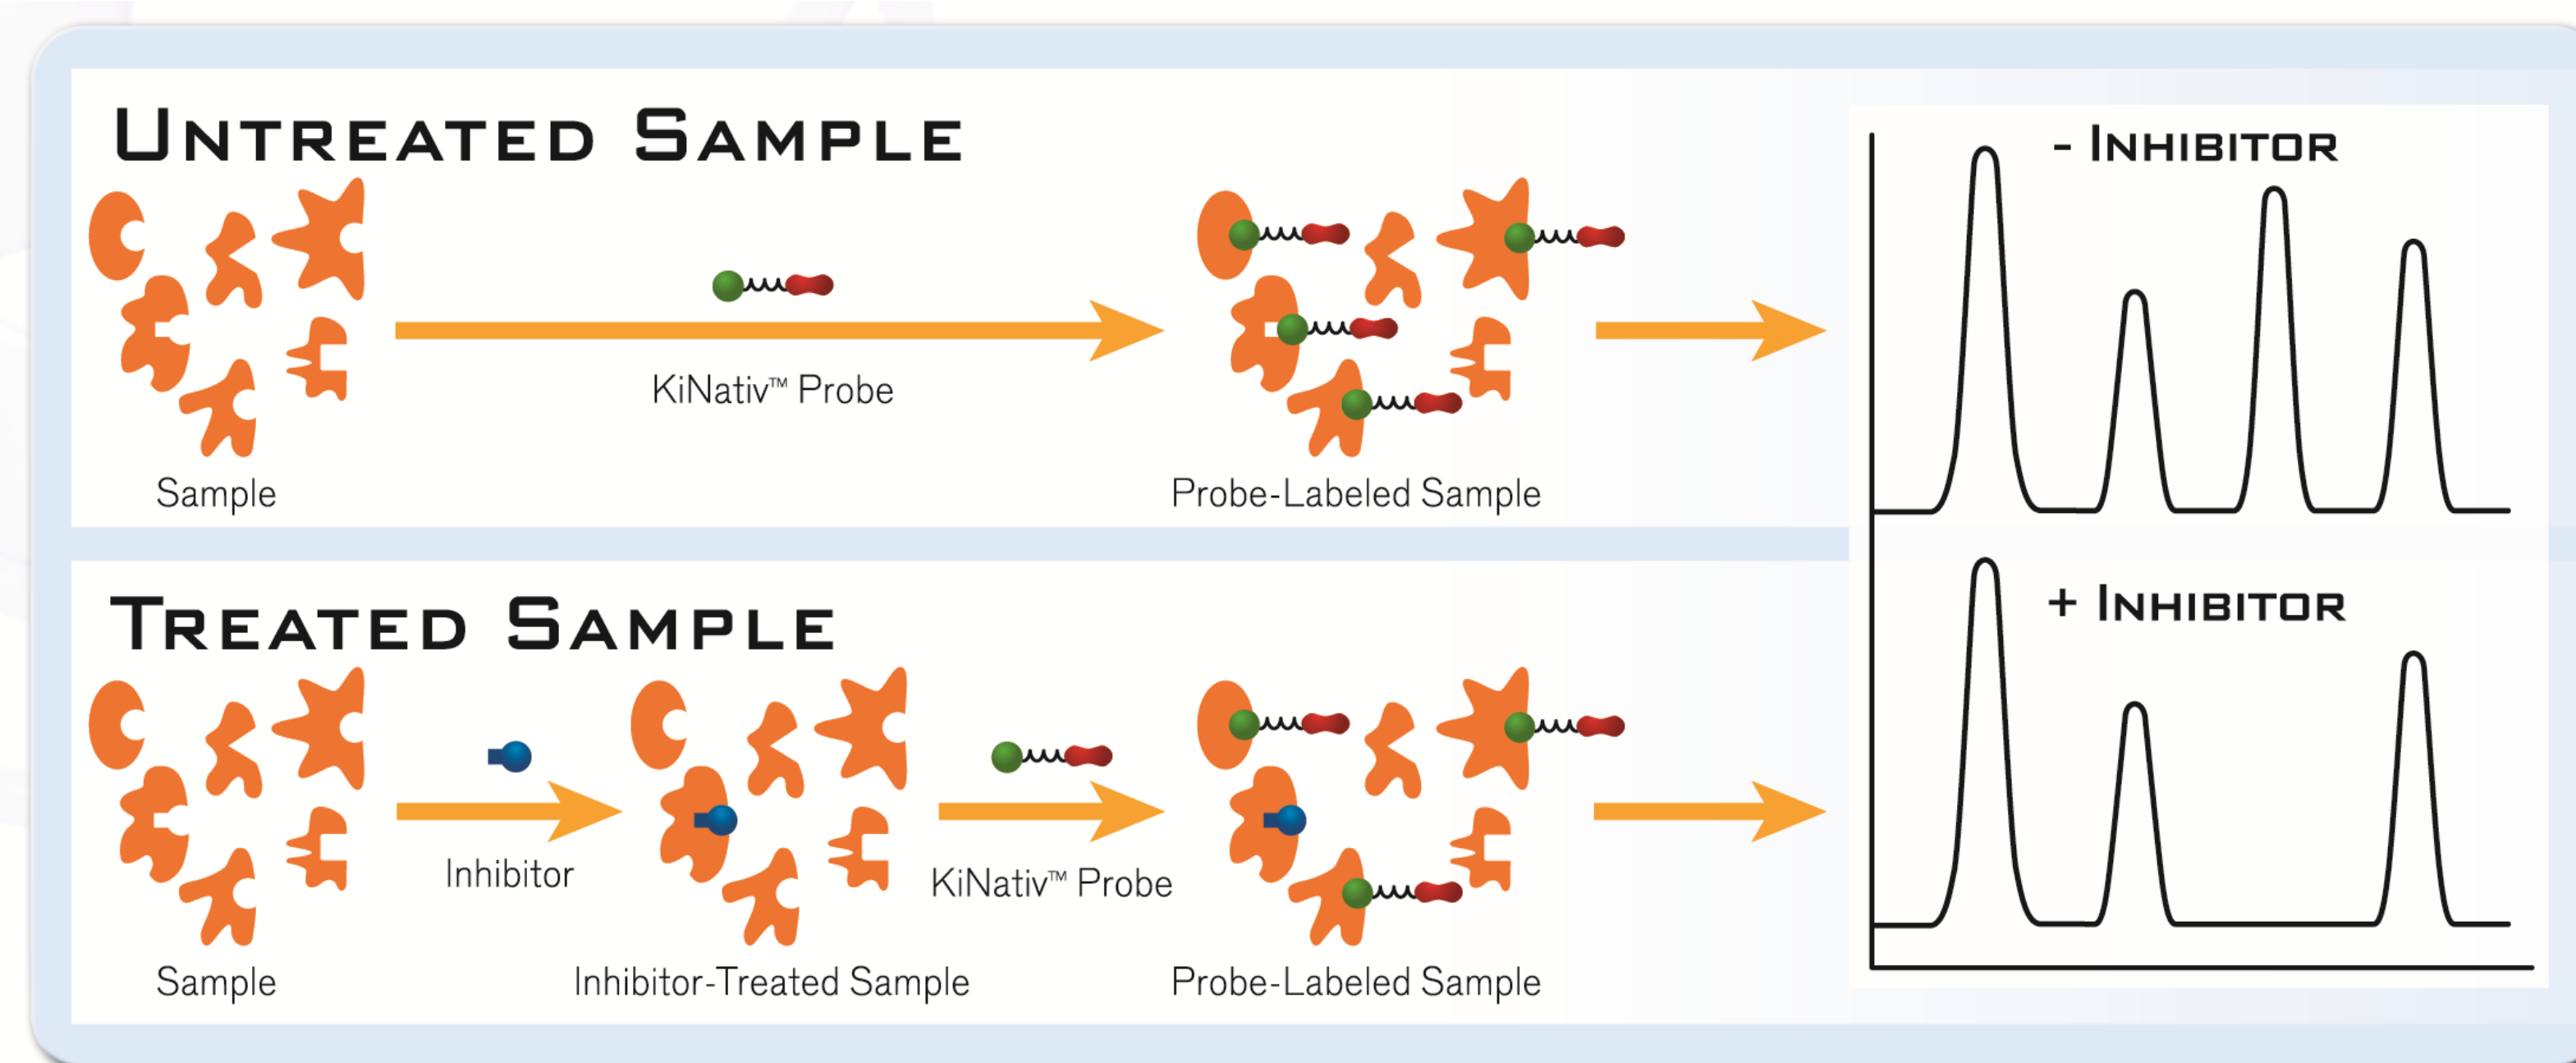 UNTREATED SAMPLE
- INHIBITOR
KiNativ™ Probe
Sample
Probe-Labeled Sample
TREATED SAMPLE
+ INHIBITOR
Inhibitor
KiNativ™ Probe
Sample
Inhibitor-Treated Sample
Probe-Labeled Sample